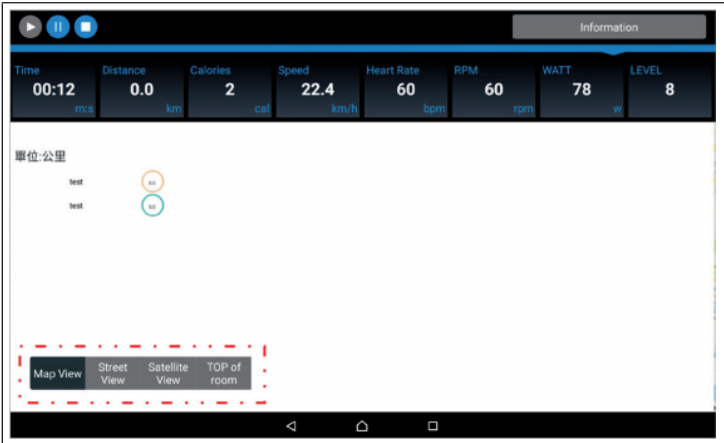 Information
Time Distance Calories Speed Heart Rate RPM WATT LEVEL
00:12 0.0 2 22.4 60 60 78 8
m:s km cal km/h bpm rpm w
單位:公里
test
test
Map View Street View Satellite View TOP of room